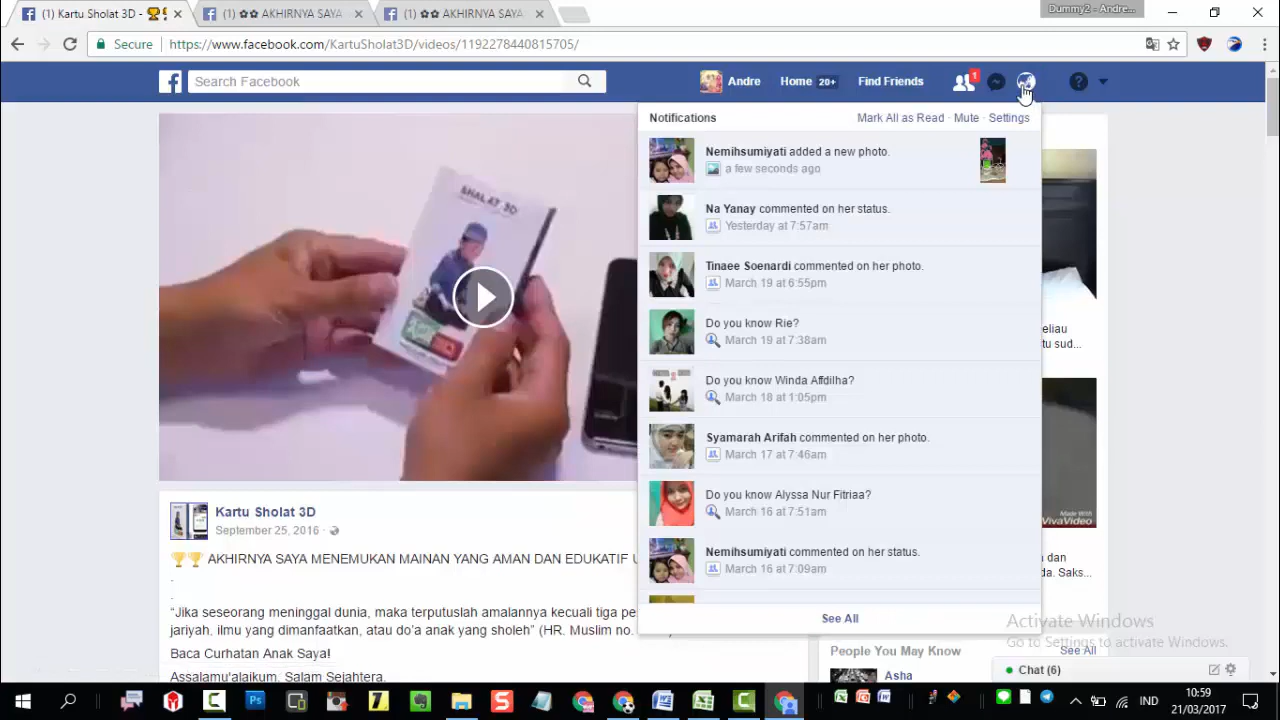 (1) Kartu Sholat 3D -
(1) ✿✿ AKHIRNYA SAYA
(1) ✿✿ AKHIRNYA SAYA
Dummy2 - Andre...
Secure
https://www.facebook.com/KartuSholat3D/videos/1192278440815705/
Search Facebook
Andre
Home 20+
Find Friends
1
Notifications
Mark All as Read · Mute · Settings
Nemihsumiyati added a new photo.
a few seconds ago
Na Yanay commented on her status.
Yesterday at 7:57am
Tinaee Soenardi commented on her photo.
March 19 at 6:55pm
Do you know Rie?
March 19 at 7:38am
Do you know Winda Affdilha?
March 18 at 1:05pm
Syamarah Arifah commented on her photo.
March 17 at 7:46am
Do you know Alyssa Nur Fitriaa?
March 16 at 7:51am
Nemihsumiyati commented on her status.
March 16 at 7:09am
See All
SHALAT 3D
eliau
tu sud...
Made With
VivaVideo
dan
da. Saks...
Kartu Sholat 3D
September 25, 2016 ·
🏆🏆 AKHIRNYA SAYA MENEMUKAN MAINAN YANG AMAN DAN EDUKATIF U
.
.
“Jika seseorang meninggal dunia, maka terputuslah amalannya kecuali tiga pe
jariyah, ilmu yang dimanfaatkan, atau do’a anak yang sholeh” (HR. Muslim no.
Baca Curhatan Anak Saya!
Assalamu'alaikum, Salam Sejahtera.
People You May Know
See All
Asha
Activate Windows
Go to Settings to activate Windows.
Chat (6)
IND
10:59
21/03/2017